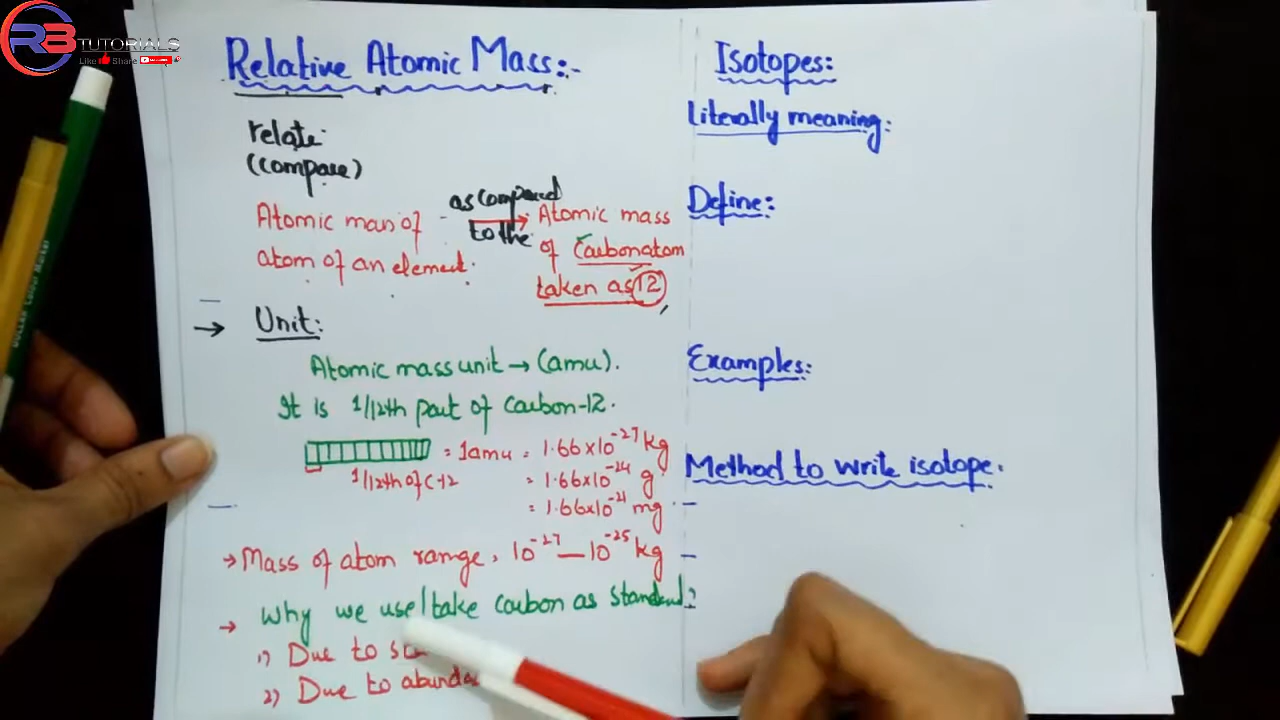 RB TUTORIALS
Like Share
Relative Atomic Mass:-
relate
(compare)
Atomic mass of
atom of an element.
as compared
to the
Atomic mass
of Carbon atom
taken as 12
→ Unit:
Atomic mass unit → (amu).
It is 1/12th part of Carbon-12.
= 1amu = 1.66×10⁻²⁷ kg
1/12th of C-12
= 1.66×10⁻²⁴ g
= 1.66×10⁻²¹ mg
→ Mass of atom range, 10⁻²⁷ — 10⁻²⁵ kg
→ Why we use/take carbon as standard?
1) Due to
2) Due to
Isotopes:
Literally meaning:
Define:
Examples:
Method to write isotope.